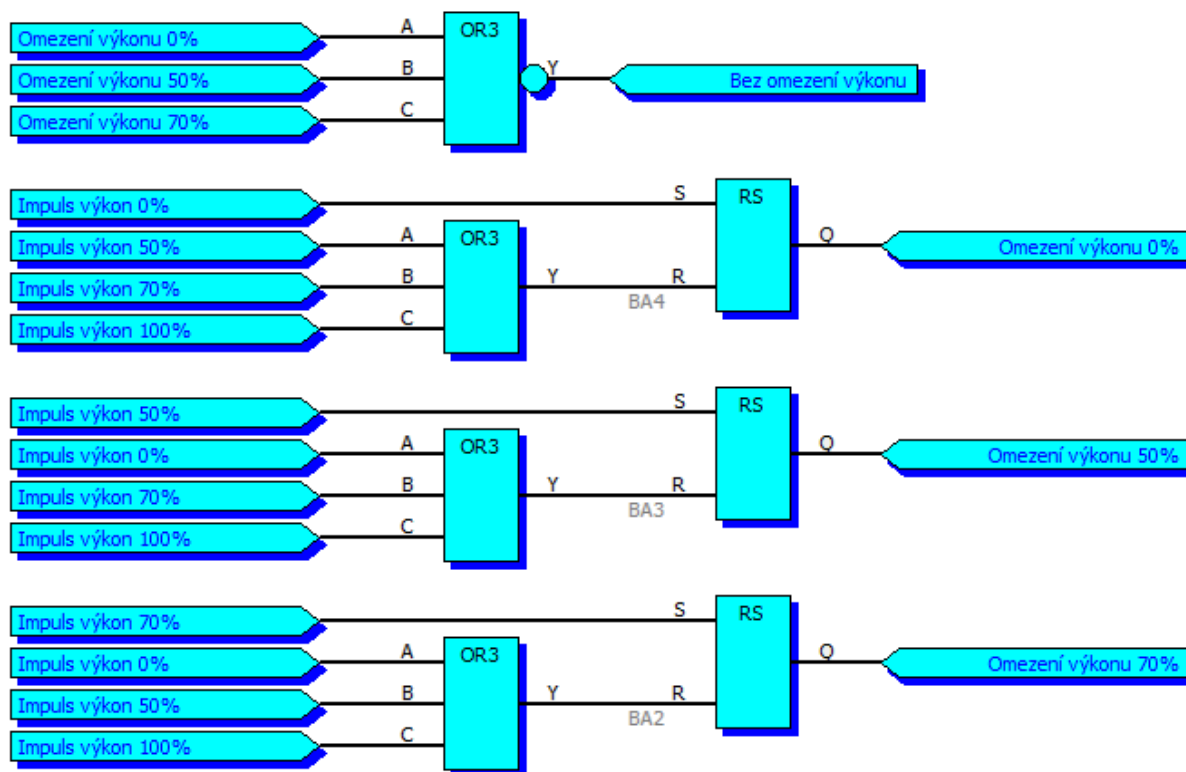 Omezení výkonu 0%
A
OR3
Omezení výkonu 50%
B
Y
Bez omezení výkonu
Omezení výkonu 70%
C
Impuls výkon 0%
S
RS
Impuls výkon 50%
A
OR3
Q
Omezení výkonu 0%
Impuls výkon 70%
B
Y
R
BA4
Impuls výkon 100%
C
Impuls výkon 50%
S
RS
Impuls výkon 0%
A
OR3
Q
Omezení výkonu 50%
Impuls výkon 70%
B
Y
R
BA3
Impuls výkon 100%
C
Impuls výkon 70%
S
RS
Impuls výkon 0%
A
OR3
Q
Omezení výkonu 70%
Impuls výkon 50%
B
Y
R
BA2
Impuls výkon 100%
C